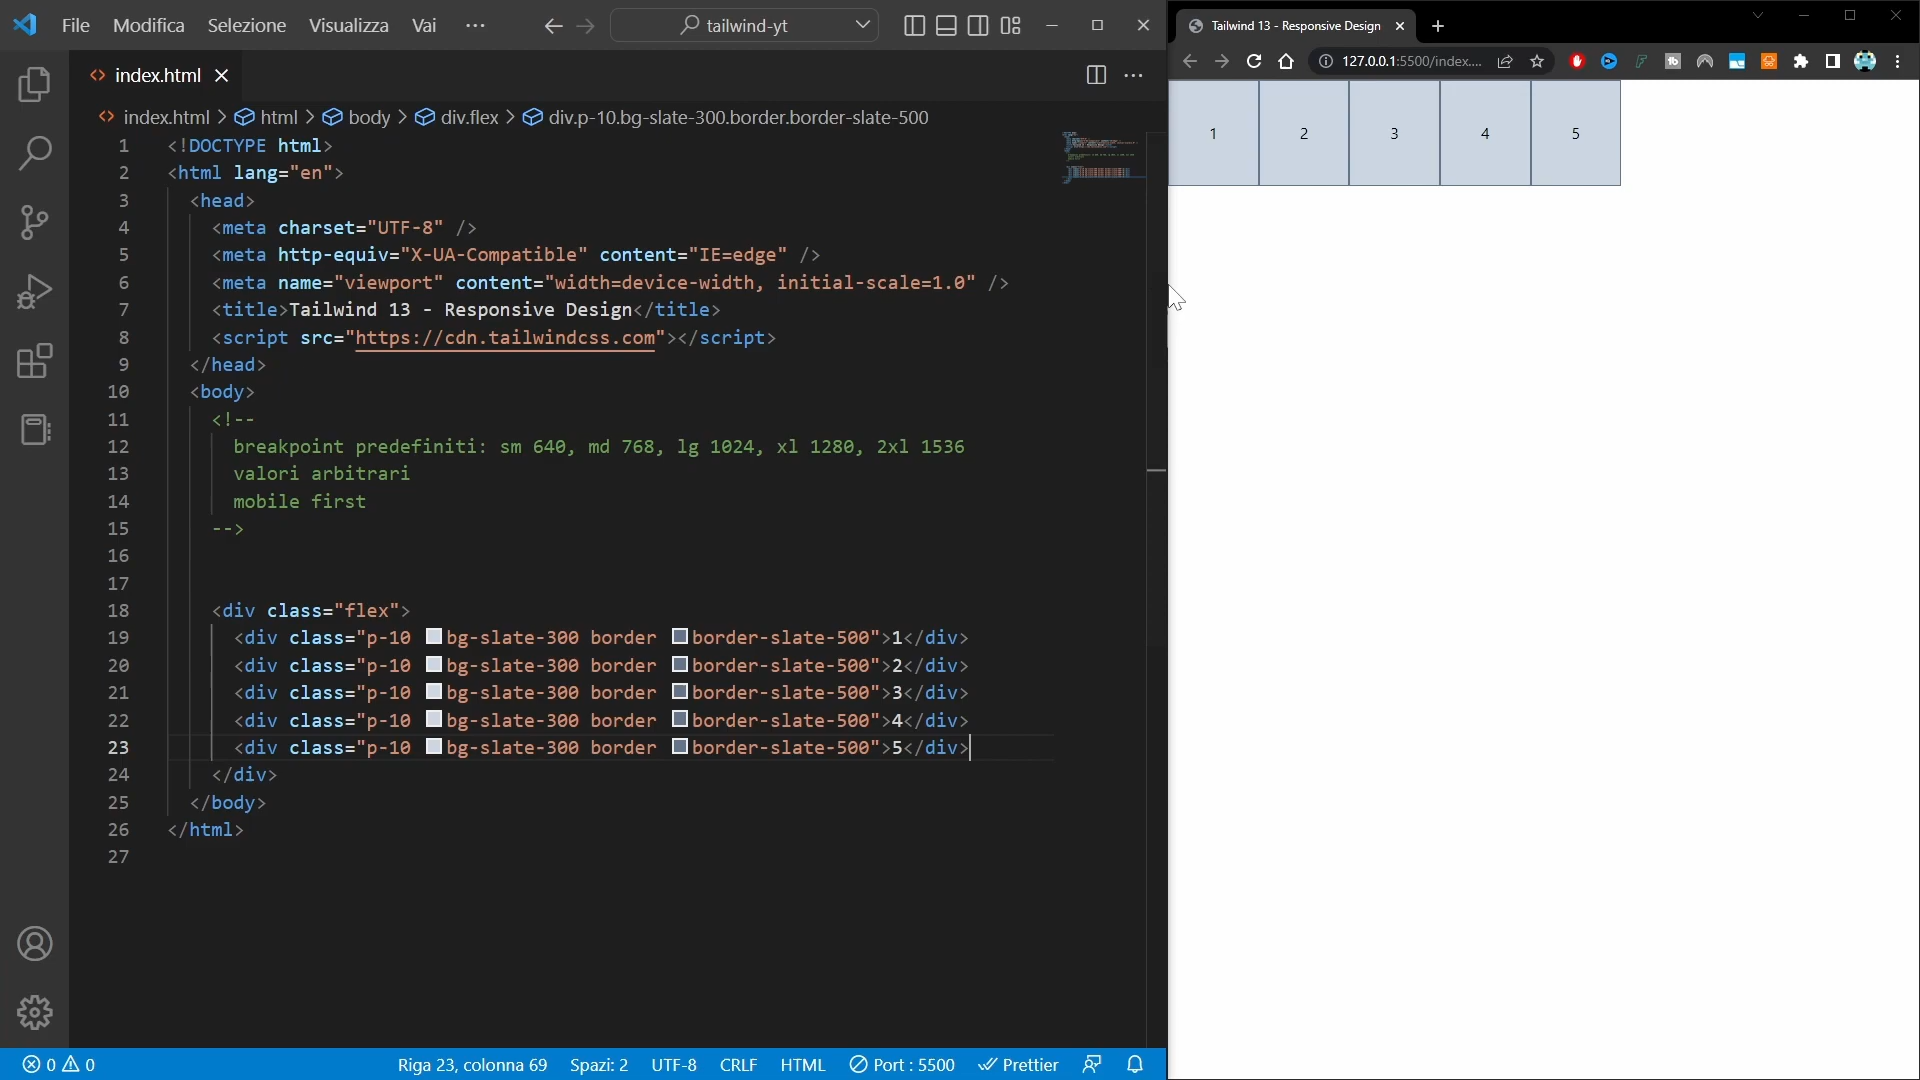 File Modifica Selezione Visualizza Vai ··· tailwind-yt
index.html
index.html > html > body > div.flex > div.p-10.bg-slate-300.border.border-slate-500
1 <!DOCTYPE html>
2 <html lang="en">
3 <head>
4 <meta charset="UTF-8" />
5 <meta http-equiv="X-UA-Compatible" content="IE=edge" />
6 <meta name="viewport" content="width=device-width, initial-scale=1.0" />
7 <title>Tailwind 13 - Responsive Design</title>
8 <script src="https://cdn.tailwindcss.com"></script>
9 </head>
10 <body>
11 <!--
12 breakpoint predefiniti: sm 640, md 768, lg 1024, xl 1280, 2xl 1536
13 valori arbitrari
14 mobile first
15 -->
16
17
18 <div class="flex">
19 <div class="p-10 bg-slate-300 border border-slate-500">1</div>
20 <div class="p-10 bg-slate-300 border border-slate-500">2</div>
21 <div class="p-10 bg-slate-300 border border-slate-500">3</div>
22 <div class="p-10 bg-slate-300 border border-slate-500">4</div>
23 <div class="p-10 bg-slate-300 border border-slate-500">5</div>
24 </div>
25 </body>
26 </html>
27
0 0 Riga 23, colonna 69 Spazi: 2 UTF-8 CRLF HTML Port : 5500 Prettier
Tailwind 13 - Responsive Design
127.0.0.1:5500/index....
1 2 3 4 5